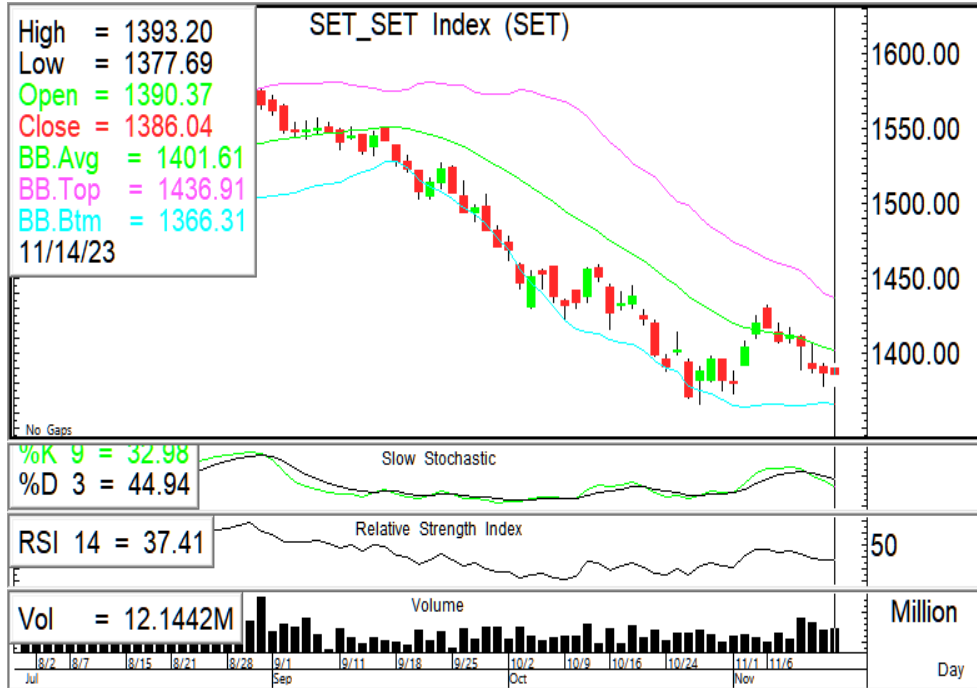 SET_SET Index (SET)
High = 1393.20
Low = 1377.69
Open = 1390.37
Close = 1386.04
BB.Avg = 1401.61
BB.Top = 1436.91
BB.Btm = 1366.31
11/14/23
1600.00
1550.00
1500.00
1450.00
1400.00
No Gaps
%K 9 = 32.98
%D 3 = 44.94
Slow Stochastic
RSI 14 = 37.41
Relative Strength Index
50
Vol = 12.1442M
Volume
Million
8/2 8/7 8/15 8/21 8/28 9/1 9/11 9/18 9/25 10/2 10/9 10/16 10/24 11/1 11/6
Jul Sep Oct Nov
Day